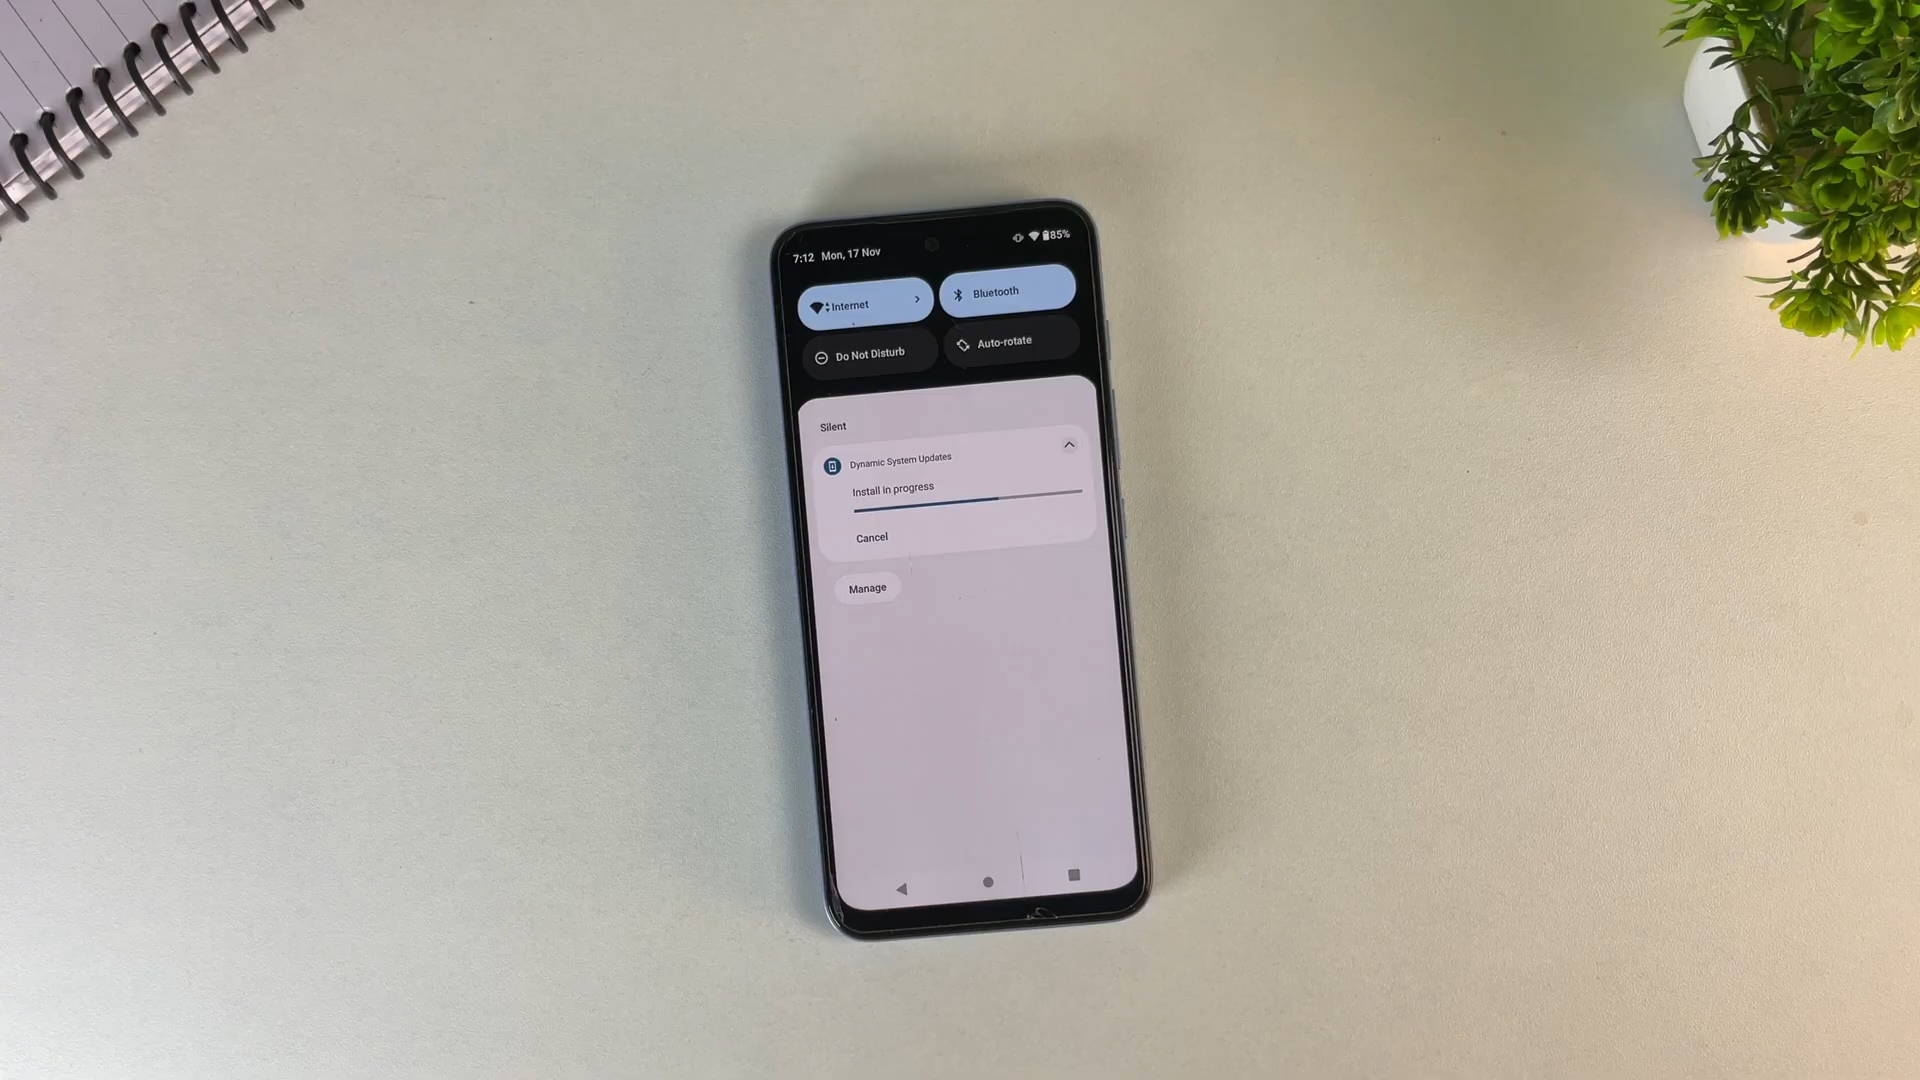 7:12 Mon, 17 Nov 85%
Internet Bluetooth
Do Not Disturb Auto-rotate
Silent
Dynamic System Updates
Install in progress
Cancel
Manage